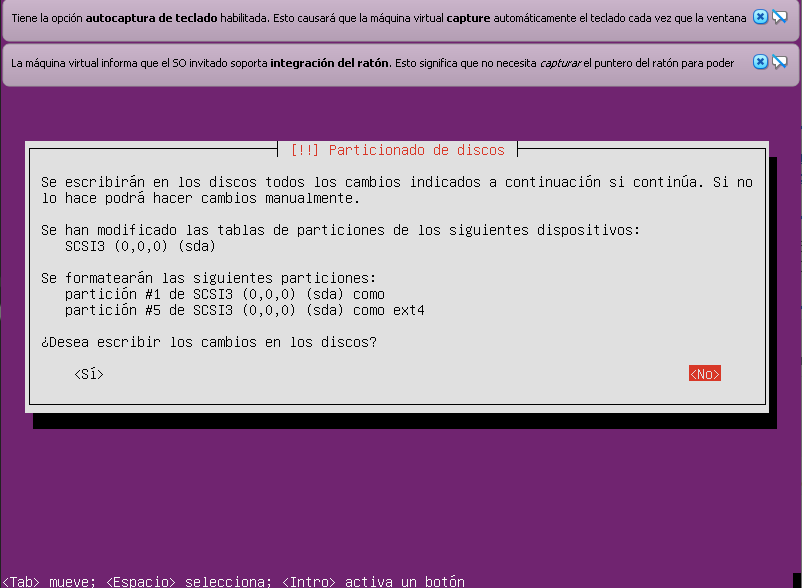 Tiene la opción autocaptura de teclado habilitada. Esto causará que la máquina virtual capture automáticamente el teclado cada vez que la ventana
La máquina virtual informa que el SO invitado soporta integración del ratón. Esto significa que no necesita capturar el puntero del ratón para poder
[!!] Particionado de discos
Se escribirán en los discos todos los cambios indicados a continuación si continúa. Si no
lo hace podrá hacer cambios manualmente.
Se han modificado las tablas de particiones de los siguientes dispositivos:
SCSI3 (0,0,0) (sda)
Se formatearán las siguientes particiones:
partición #1 de SCSI3 (0,0,0) (sda) como
partición #5 de SCSI3 (0,0,0) (sda) como ext4
¿Desea escribir los cambios en los discos?
<Sí> <No>
<Tab> mueve; <Espacio> selecciona; <Intro> activa un botón